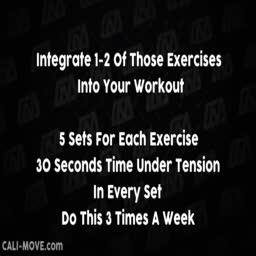 Integrate 1-2 Of Those Exercises
Into Your Workout
5 Sets For Each Exercise
30 Seconds Time Under Tension
In Every Set
Do This 3 Times A Week
CALI-MOVE.com